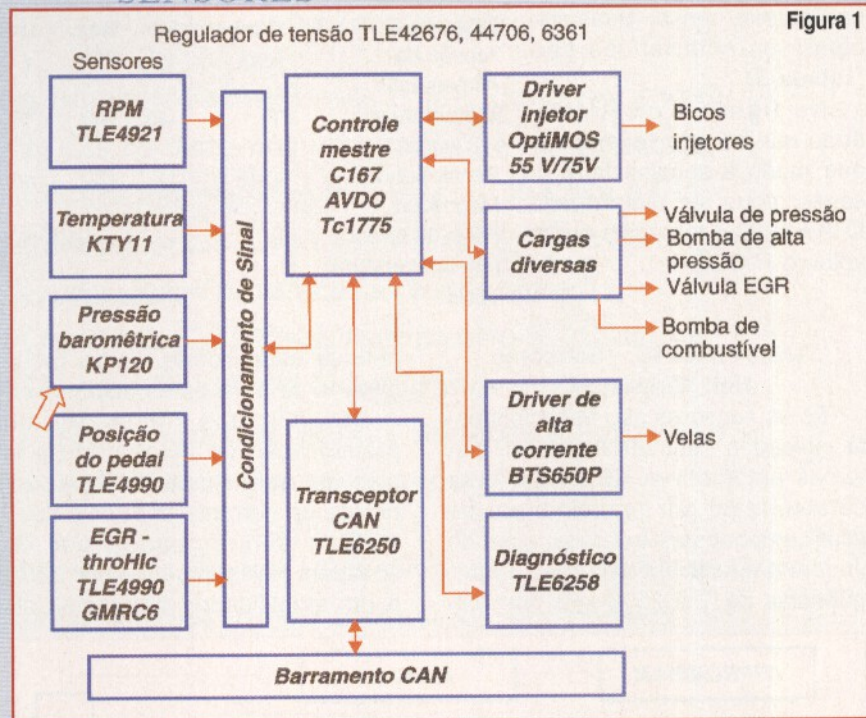 SENSORES
Figura 1
Regulador de tensão TLE42676, 44706, 6361
Sensores
RPM
TLE4921
Temperatura
KTY11
Pressão
baromêtrica
KP120
Posição
do pedal
TLE4990
EGR -
throHlc
TLE4990
GMRC6
Condicionamento de Sinal
Controle
mestre
C167
AVDO
Tc1775
Transceptor
CAN
TLE6250
Driver
injetor
OptiMOS
55 V/75V
Bicos
injetores
Cargas
diversas
Válvula de pressão
Bomba de alta
pressão
Válvula EGR
Bomba de
combustível
Driver de
alta
corrente
BTS650P
Velas
Diagnóstico
TLE6258
Barramento CAN